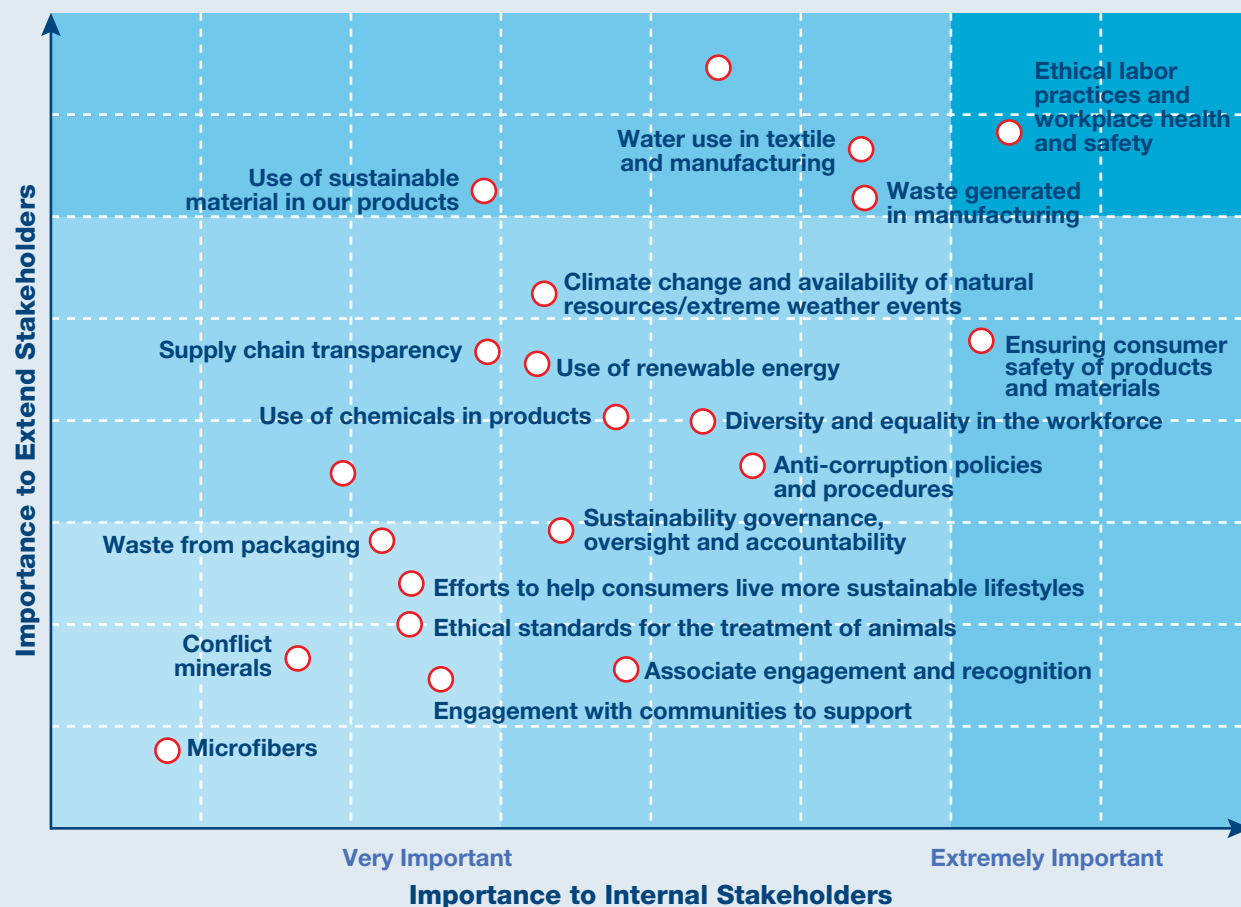 Ethical labor
practices and
workplace health
and safety
Water use in textile
and manufacturing
Use of sustainable
material in our products
Waste generated
in manufacturing
Climate change and availability of natural
resources/extreme weather events
Supply chain transparency
Ensuring consumer
safety of products
and materials
Use of renewable energy
Use of chemicals in products
Diversity and equality in the workforce
Anti-corruption policies
and procedures
Sustainability governance,
oversight and accountability
Waste from packaging
Efforts to help consumers live more sustainable lifestyles
Ethical standards for the treatment of animals
Conflict
minerals
Associate engagement and recognition
Engagement with communities to support
Microfibers
Importance to Extend Stakeholders
Very Important
Extremely Important
Importance to Internal Stakeholders